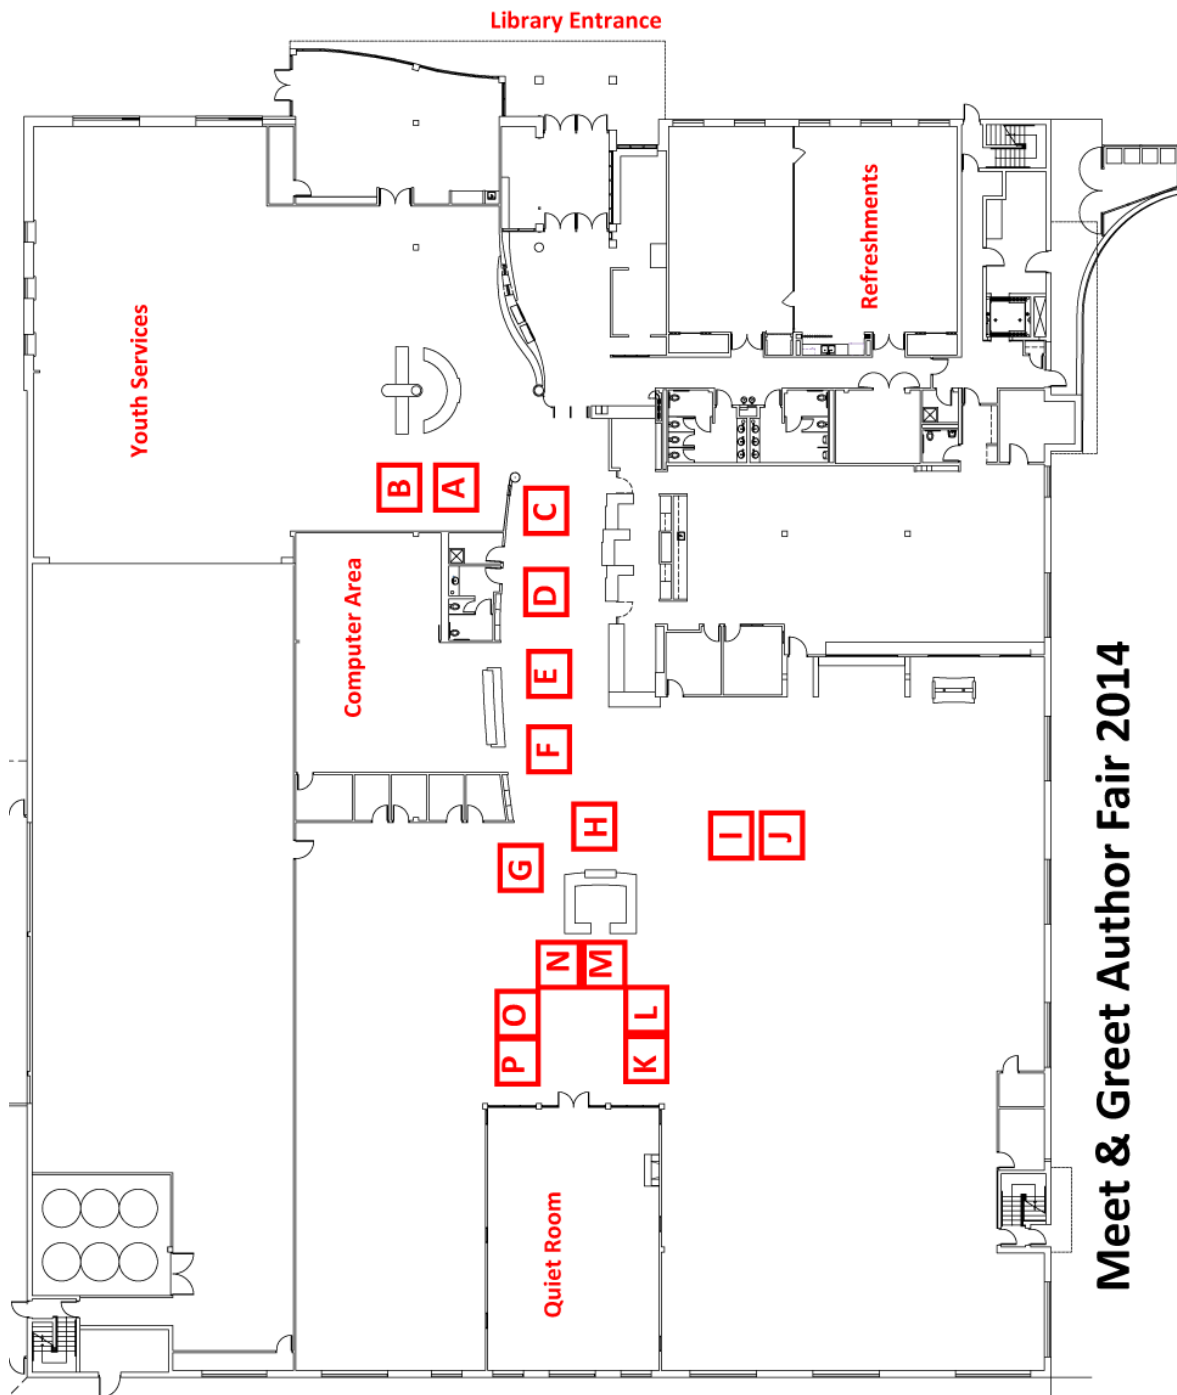 Library Entrance
Refreshments
Youth Services
B
A
C
Computer Area
D
E
F
H
I
J
G
N
M
O
L
P
K
Quiet Room
Meet & Greet Author Fair 2014